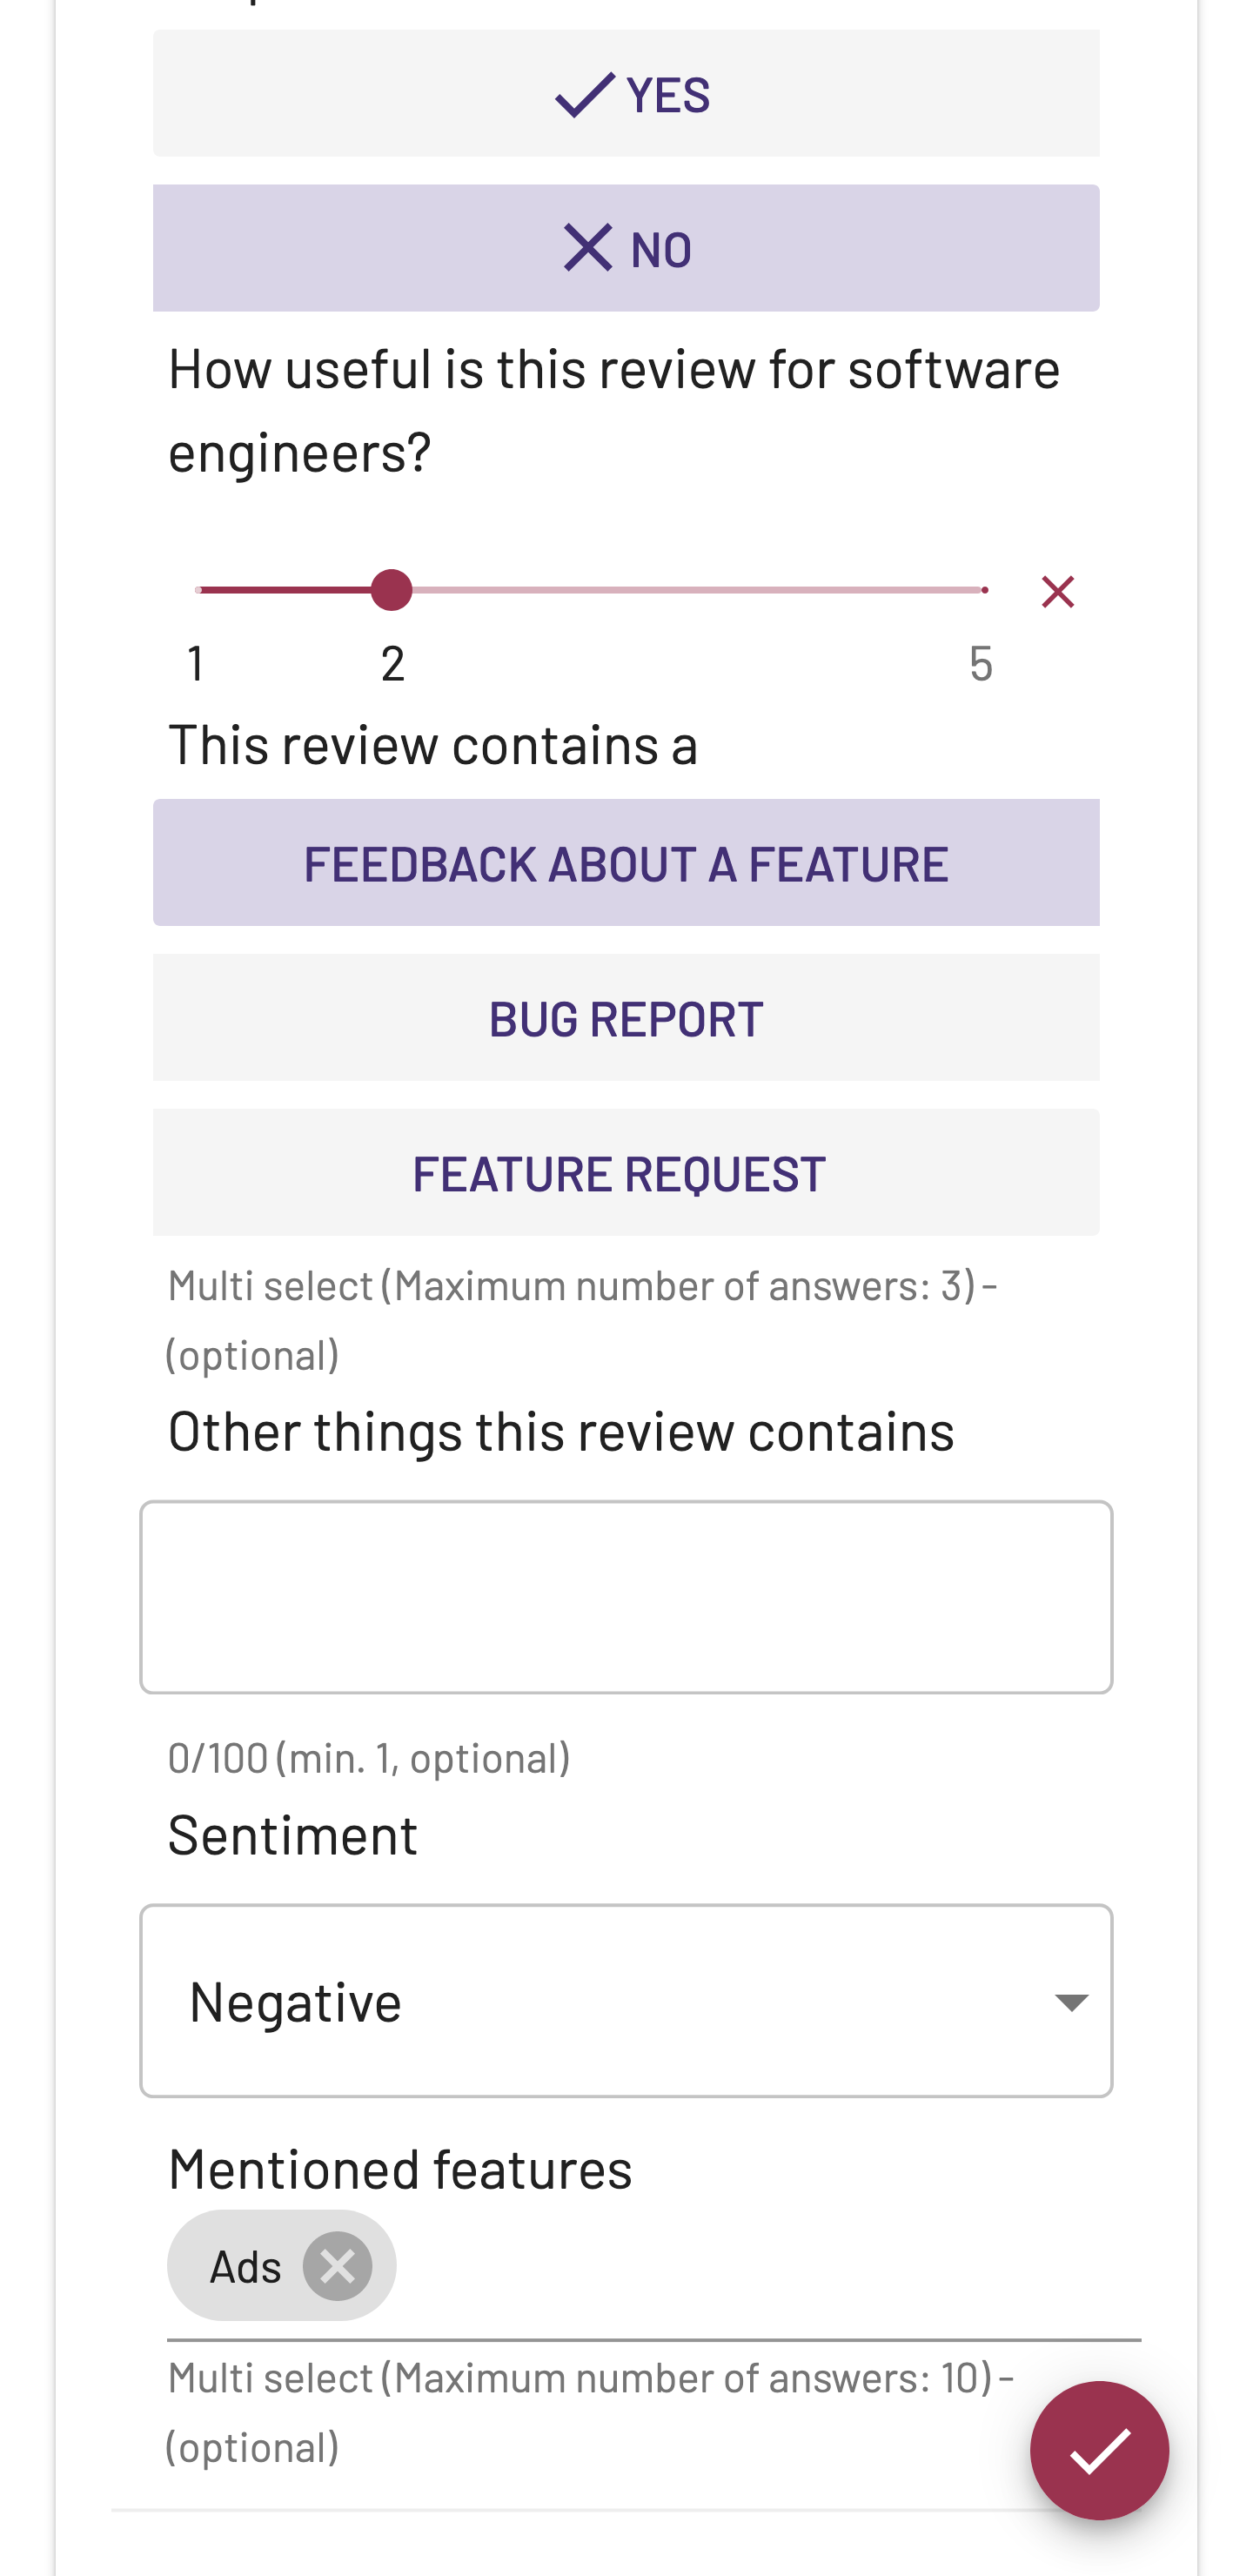 YES
NO
How useful is this review for software
engineers?
1 2 5
This review contains a
FEEDBACK ABOUT A FEATURE
BUG REPORT
FEATURE REQUEST
Multi select (Maximum number of answers: 3) -
(optional)
Other things this review contains
0/100 (min. 1, optional)
Sentiment
Negative
Mentioned features
Ads
Multi select (Maximum number of answers: 10) -
(optional)